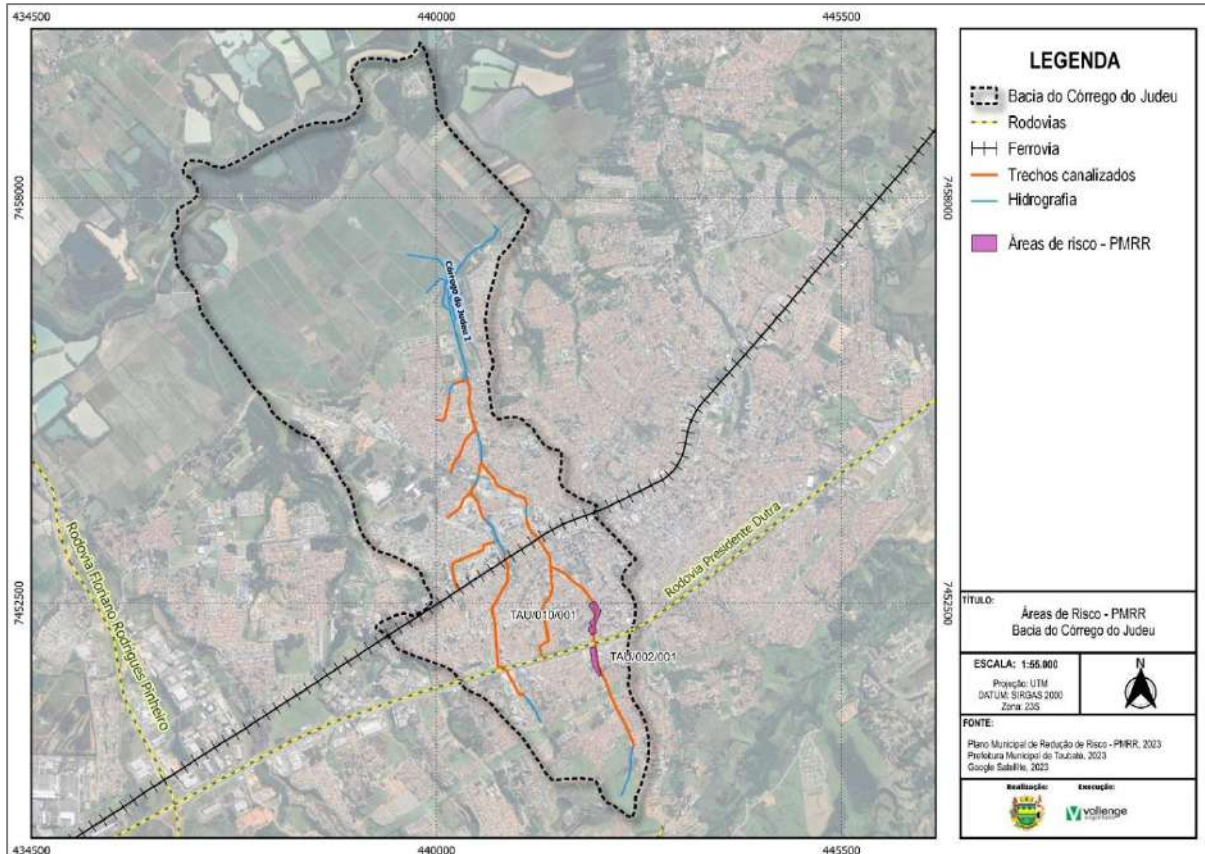 434500
440000
445500
7458000
7458000
Córrego do Judeu 1
Rodovia Presidente Dutra
Rodovia Floriano Rodrigues Pinheiro
7452500
7452500
TAU/010/001
TAU/002/001
434500
440000
445500
LEGENDA
Bacia do Córrego do Judeu
Rodovias
Ferrovia
Trechos canalizados
Hidrografia
Áreas de risco - PMRR
TÍTULO:
Áreas de Risco - PMRR
Bacia do Córrego do Judeu
ESCALA: 1:55.000
Projeção: UTM
DATUM: SIRGAS 2000
Zona: 23S
N
FONTE:
Plano Municipal de Redução de Risco - PMRR, 2023
Prefeitura Municipal de Taubaté, 2023
Google Satellite, 2023
Realização:
Execução:
vallenge